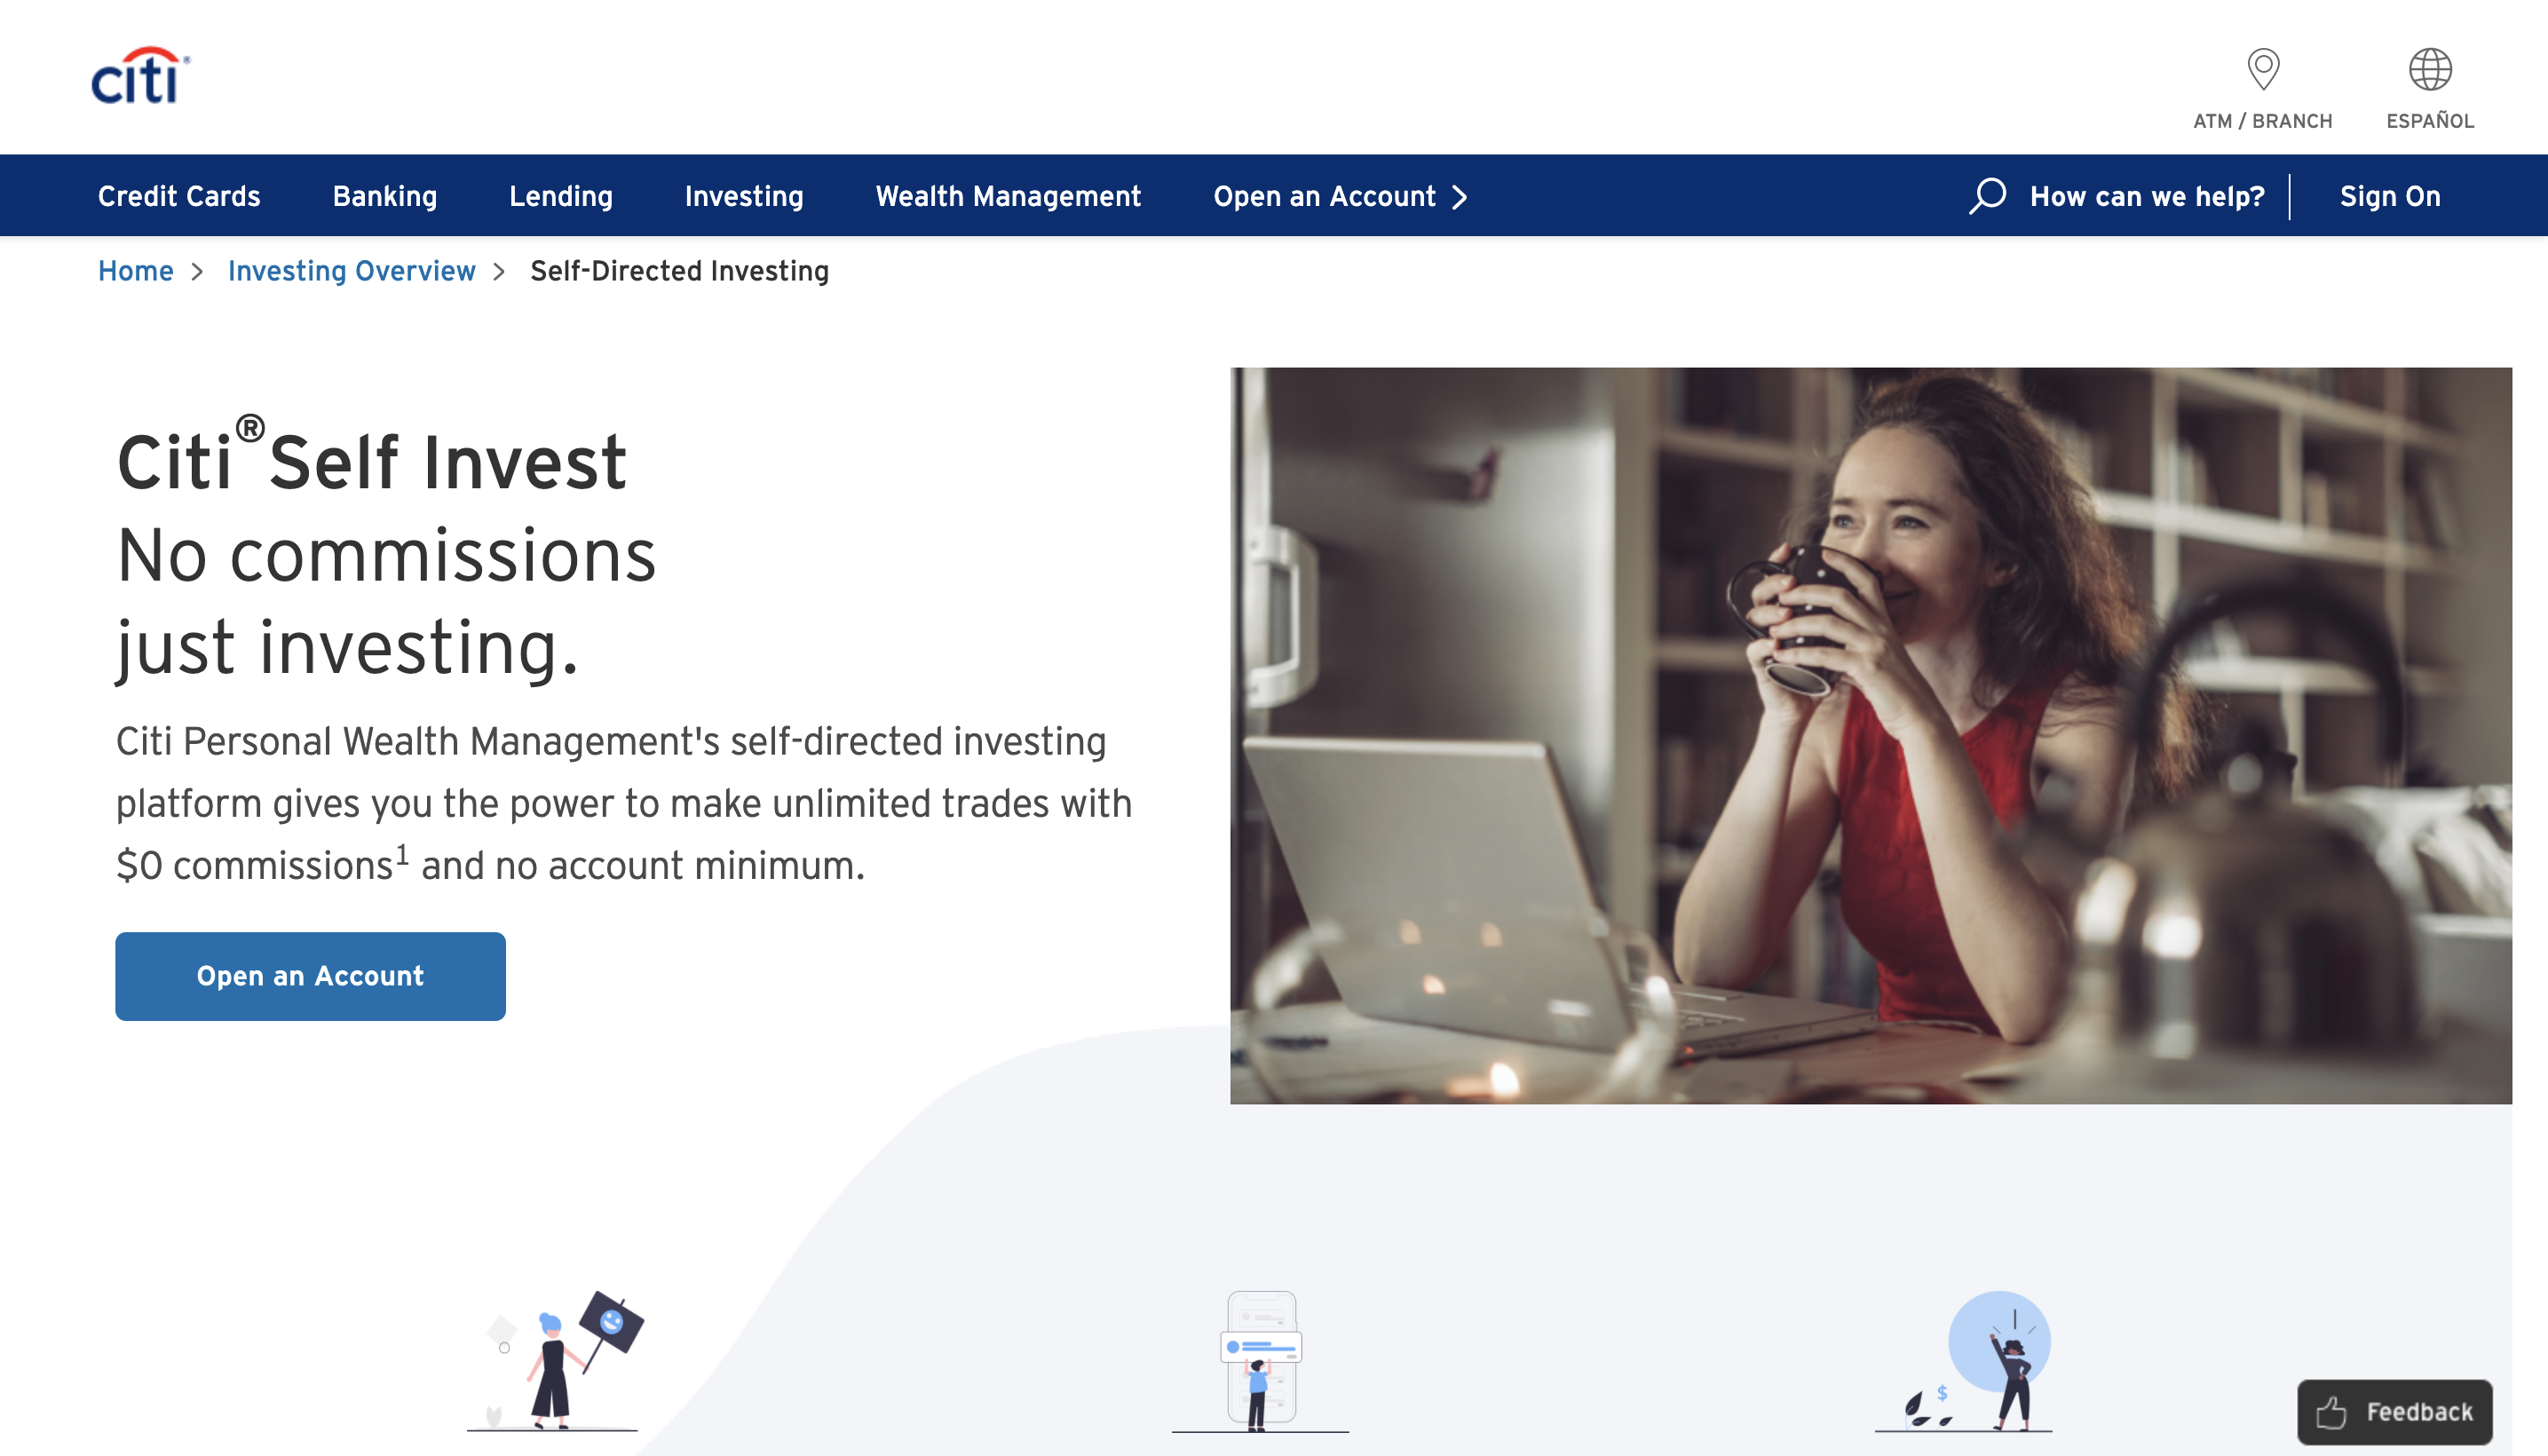 citi®
ATM / BRANCH
ESPAÑOL
Credit Cards Banking Lending Investing Wealth Management Open an Account How can we help? Sign On
Home > Investing Overview > Self-Directed Investing
Citi® Self Invest
No commissions
just investing.
Citi Personal Wealth Management's self-directed investing
platform gives you the power to make unlimited trades with
$0 commissions1 and no account minimum.
Open an Account
$
Feedback